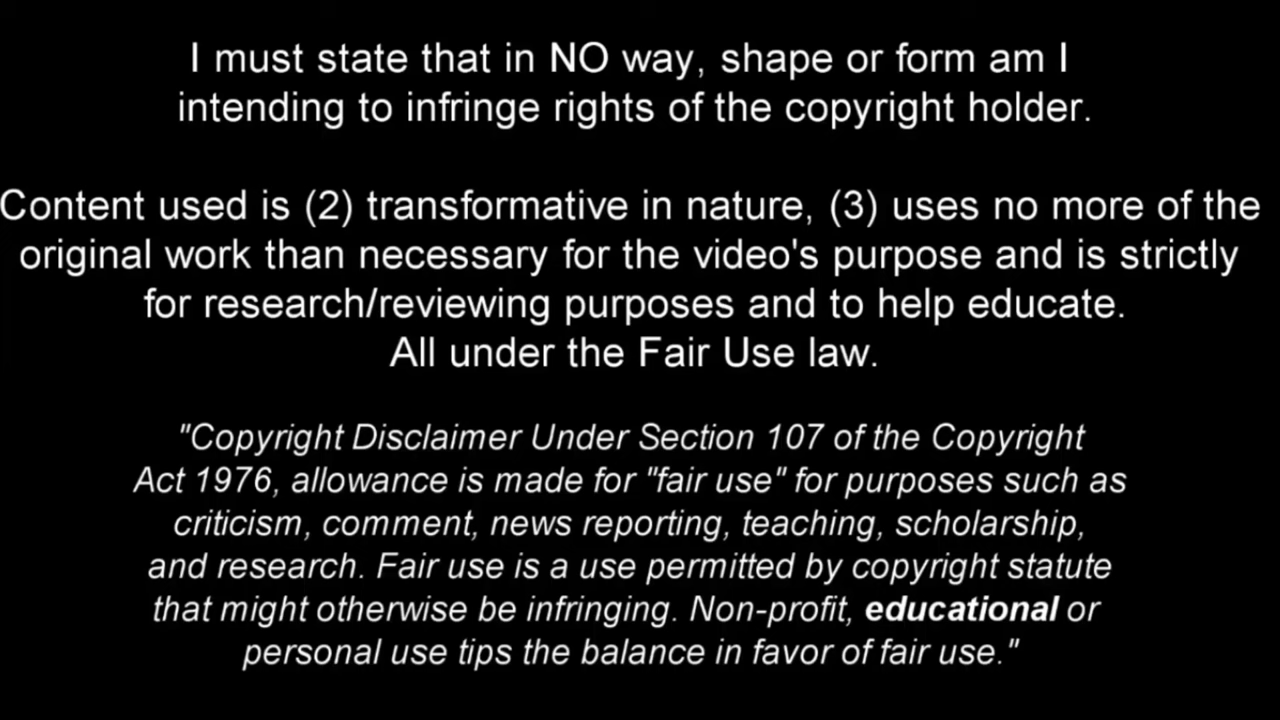 I must state that in NO way, shape or form am I
intending to infringe rights of the copyright holder.
Content used is (2) transformative in nature, (3) uses no more of the
original work than necessary for the video's purpose and is strictly
for research/reviewing purposes and to help educate.
All under the Fair Use law.
"Copyright Disclaimer Under Section 107 of the Copyright
Act 1976, allowance is made for "fair use" for purposes such as
criticism, comment, news reporting, teaching, scholarship,
and research. Fair use is a use permitted by copyright statute
that might otherwise be infringing. Non-profit, educational or
personal use tips the balance in favor of fair use."